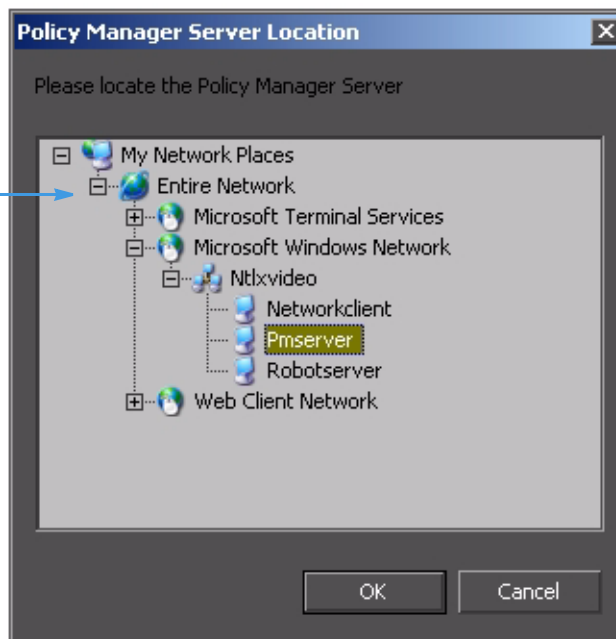 Policy Manager Server Location
Please locate the Policy Manager Server
My Network Places
Entire Network
Microsoft Terminal Services
Microsoft Windows Network
Ntlxvideo
Networkclient
Pmserver
Robotserver
Web Client Network
OK
Cancel